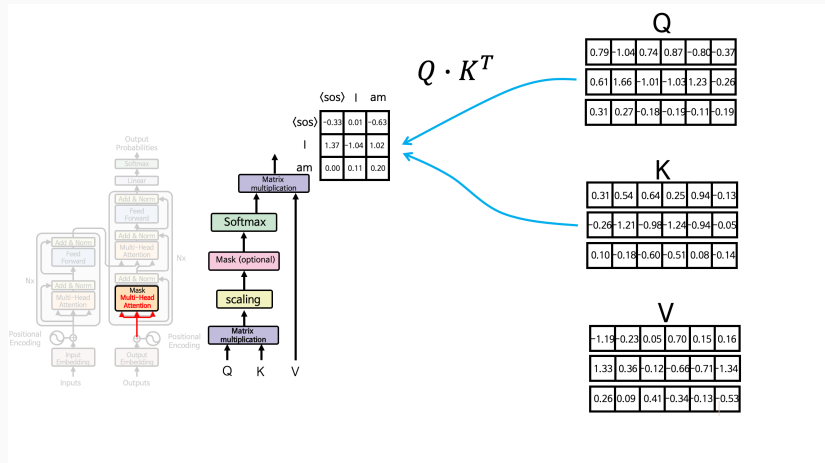 Q
0.79 -1.04 0.74 0.87 -0.80 -0.37
0.61 1.66 -1.01 -1.03 1.23 -0.26
0.31 0.27 -0.18 -0.19 -0.11 -0.19
Q · K^T
⟨sos⟩ I am
⟨sos⟩ -0.33 0.01 -0.63
I 1.37 -1.04 1.02
am 0.00 0.11 0.20
K
0.31 0.54 0.64 0.25 0.94 -0.13
-0.26 -1.21 -0.98 -1.24 -0.94 -0.05
0.10 -0.18 -0.60 -0.51 0.08 -0.14
V
-1.19 -0.23 0.05 0.70 0.15 0.16
1.33 0.36 -0.12 -0.66 -0.71 -1.34
0.26 0.09 0.41 -0.34 -0.13 -0.53
Matrix
multiplication
Softmax
Mask (optional)
scaling
Matrix
multiplication
Q K V
Output
Probabilities
Softmax
Linear
Add & Norm
Feed
Forward
Add & Norm
Multi-Head
Attention
Add & Norm
Mask
Multi-Head
Attention
Nx
Positional
Encoding
Output
Embedding
Outputs
Add & Norm
Feed
Forward
Add & Norm
Multi-Head
Attention
Nx
Positional
Encoding
Input
Embedding
Inputs